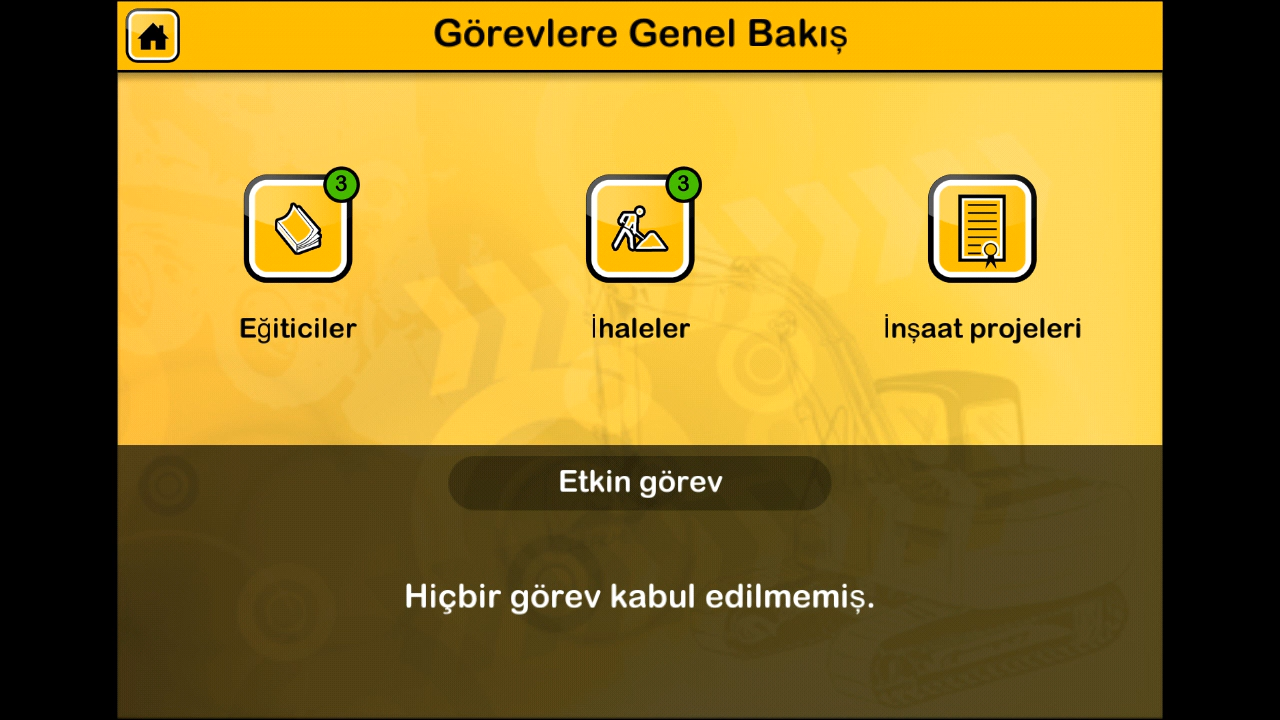 Görevlere Genel Bakış
3
3
Eğiticiler
İhaleler
İnşaat projeleri
Etkin görev
Hiçbir görev kabul edilmemiş.